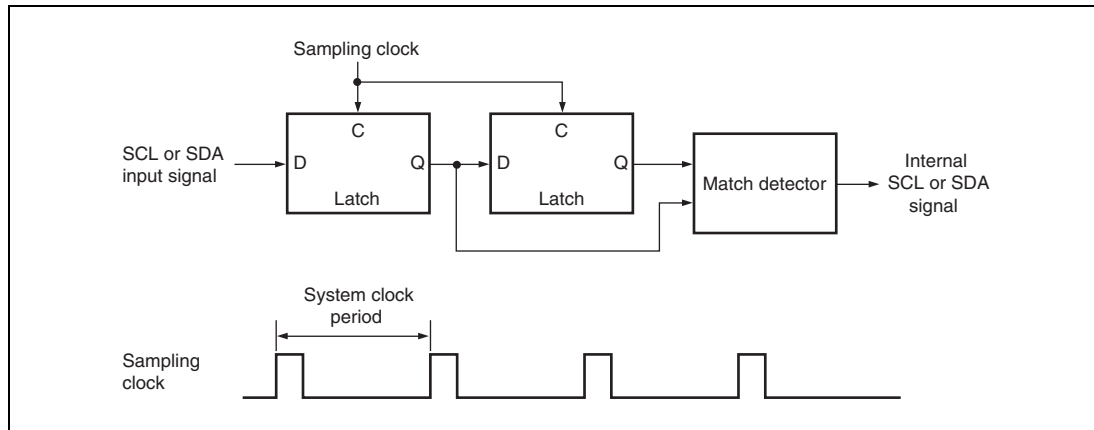 Sampling clock
C
C
SCL or SDA
input signal
D
Q
D
Q
Latch
Latch
Match detector
Internal
SCL or SDA
signal
System clock
period
Sampling
clock